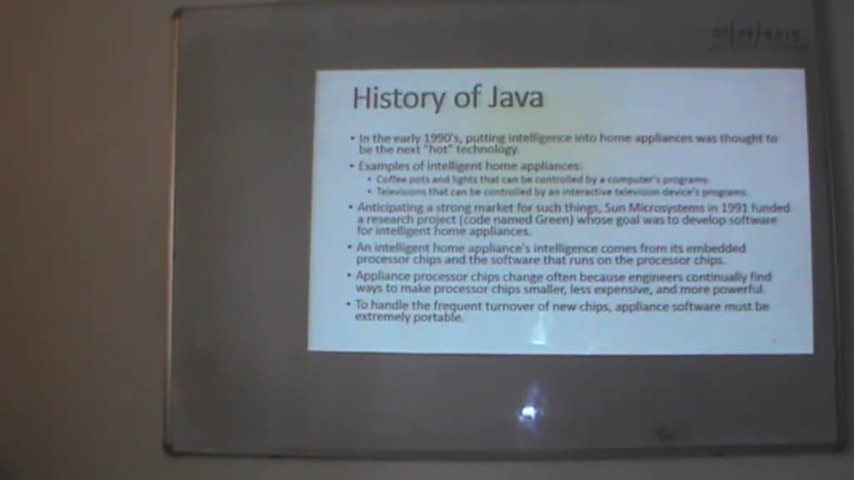 History of Java
• In the early 1990's, putting intelligence into home appliances was thought to
be the next "hot" technology.
• Examples of intelligent home appliances:
• Coffee pots and lights that can be controlled by a computer's programs.
• Televisions that can be controlled by an interactive television device's programs.
• Anticipating a strong market for such things, Sun Microsystems in 1991 funded
a research project (code named Green) whose goal was to develop software
for intelligent home appliances.
• An intelligent home appliance's intelligence comes from its embedded
processor chips and the software that runs on the processor chips.
• Appliance processor chips change often because engineers continually find
ways to make processor chips smaller, less expensive, and more powerful.
• To handle the frequent turnover of new chips, appliance software must be
extremely portable.